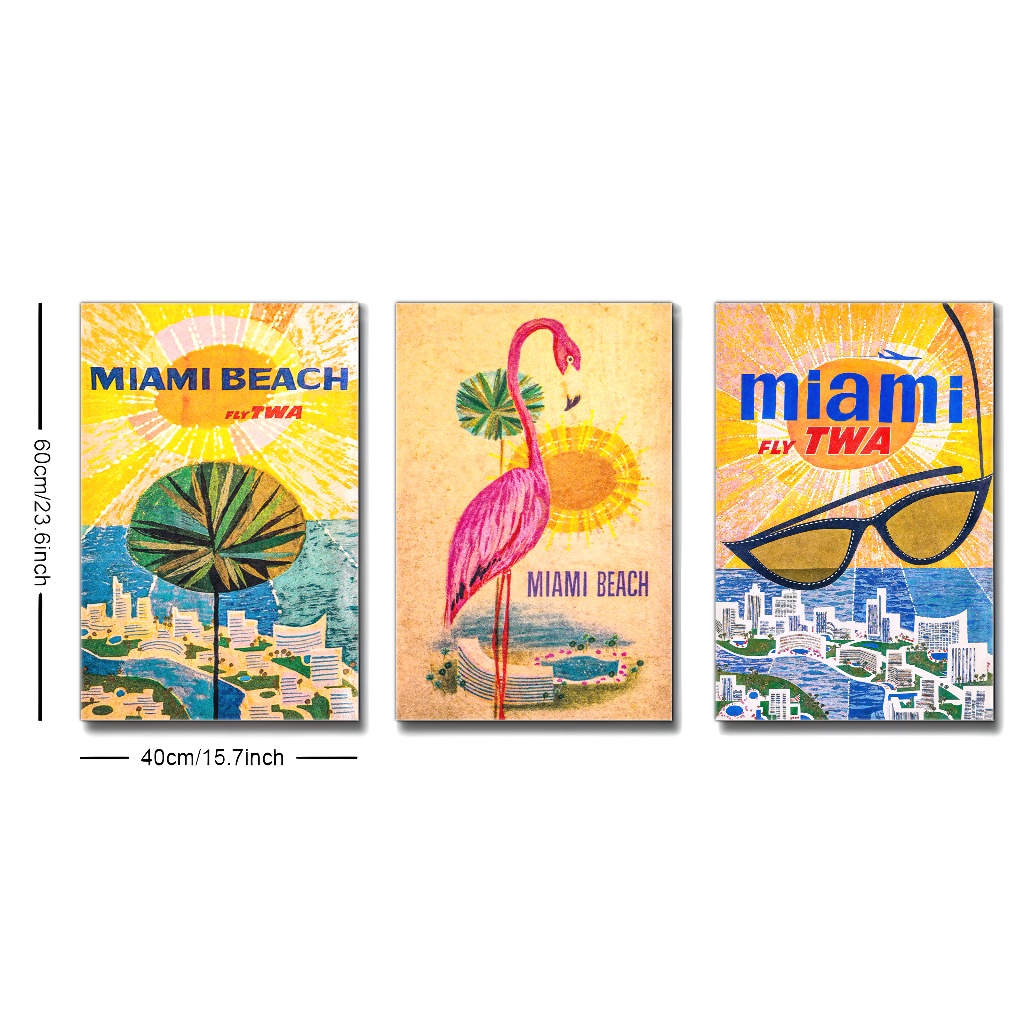 MIAMI BEACH
FLY TWA
MIAMI BEACH
miami
FLY TWA
60cm/23.6inch
40cm/15.7inch